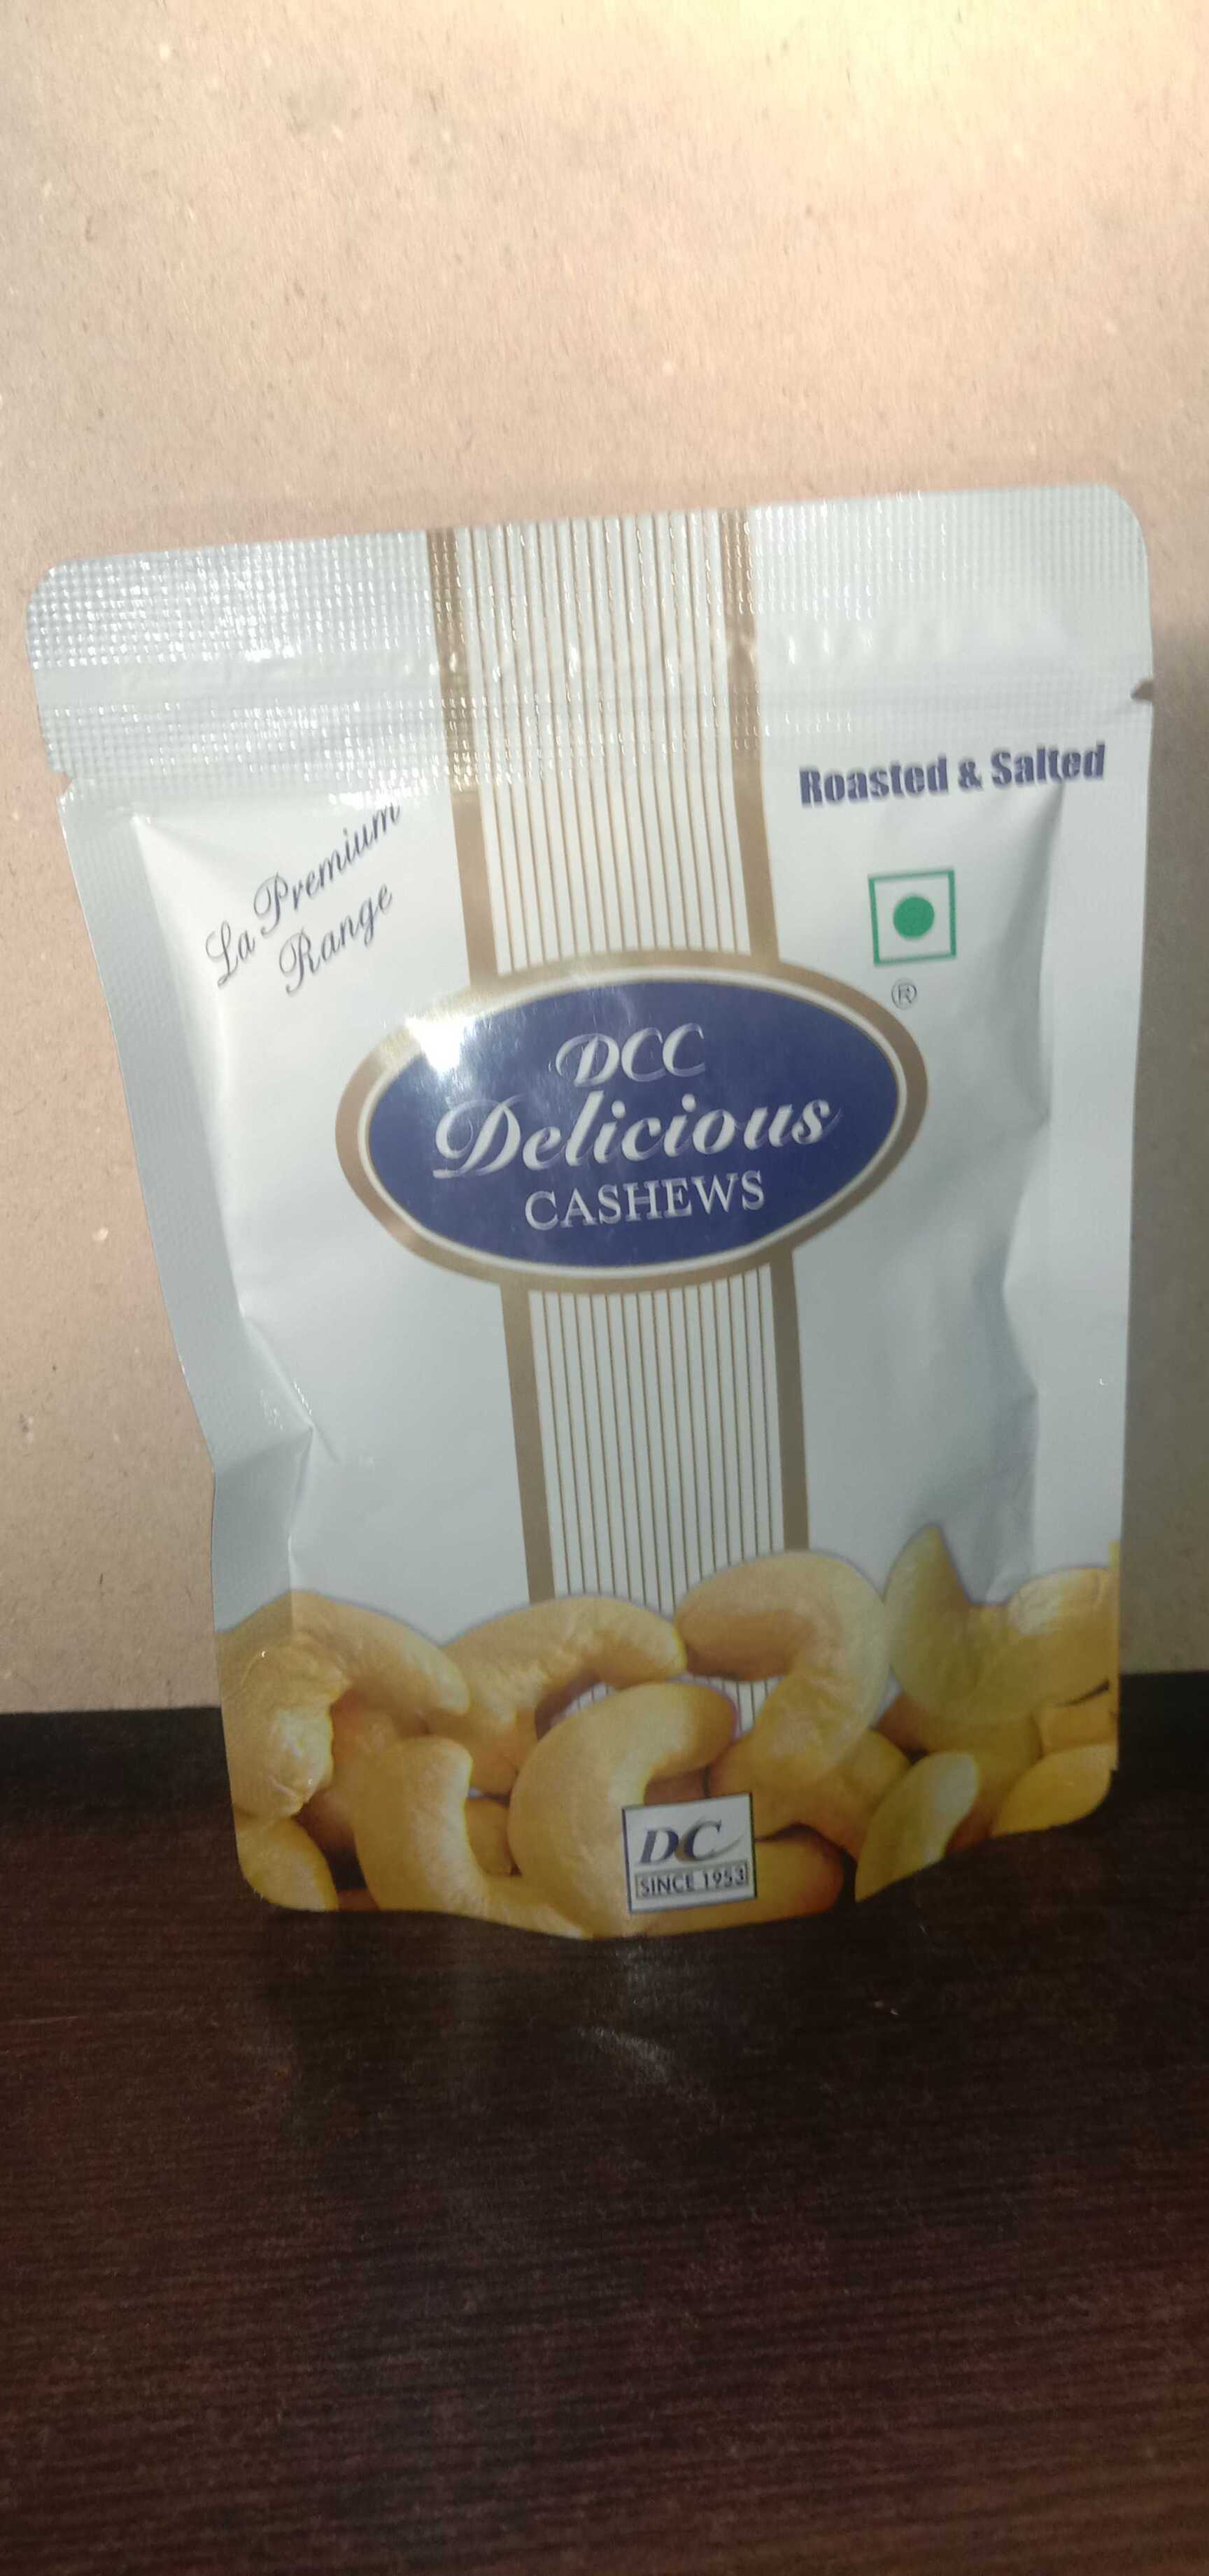 Roasted & Salted
La Premium
Range
®
DCC
Delicious
CASHEWS
DC
SINCE 1953